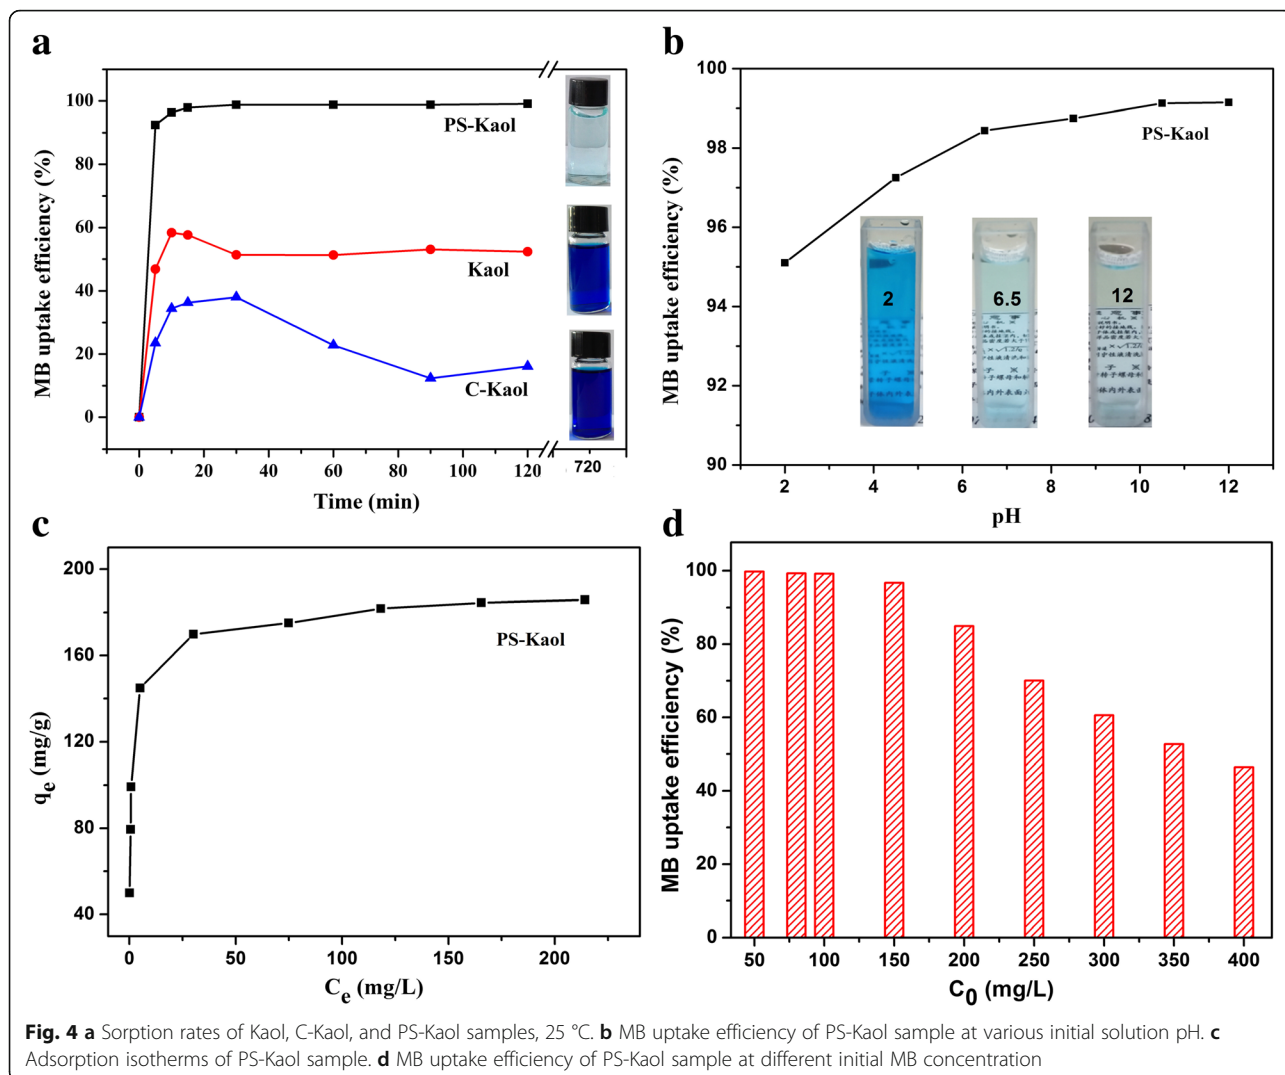 a
MB uptake efficiency (%)
100
80
60
40
20
0
PS-Kaol
Kaol
C-Kaol
0 20 40 60 80 100 120 720
Time (min)
b
MB uptake efficiency (%)
100
98
96
94
92
90
PS-Kaol
2
6.5
12
2 4 6 8 10 12
pH
c
qe (mg/g)
200
160
120
80
40
PS-Kaol
0 50 100 150 200
Ce (mg/L)
d
MB uptake efficiency (%)
100
80
60
40
20
0
50 100 150 200 250 300 350 400
C0 (mg/L)
Fig. 4 a Sorption rates of Kaol, C-Kaol, and PS-Kaol samples, 25 °C. b MB uptake efficiency of PS-Kaol sample at various initial solution pH. c
Adsorption isotherms of PS-Kaol sample. d MB uptake efficiency of PS-Kaol sample at different initial MB concentration